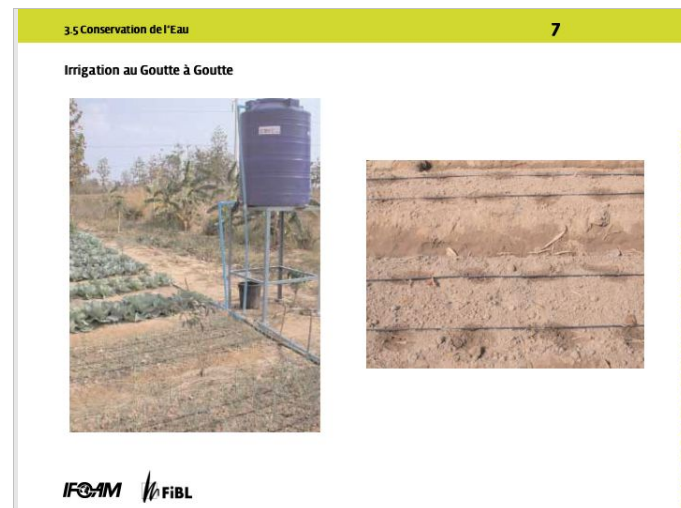 3.5 Conservation de l'Eau
7
Irrigation au Goutte à Goutte
IFOAM
FiBL